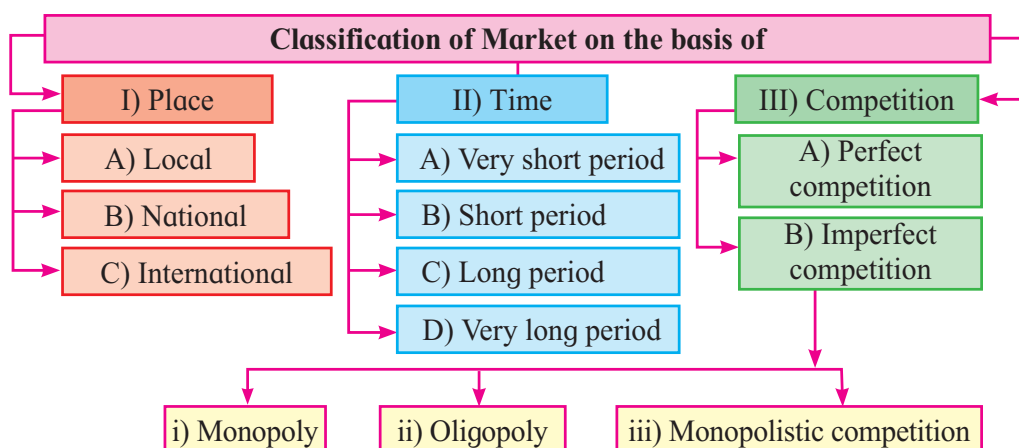 Classification of Market on the basis of
I) Place
A) Local
B) National
C) International
II) Time
A) Very short period
B) Short period
C) Long period
D) Very long period
III) Competition
A) Perfect
competition
B) Imperfect
competition
i) Monopoly
ii) Oligopoly
iii) Monopolistic competition